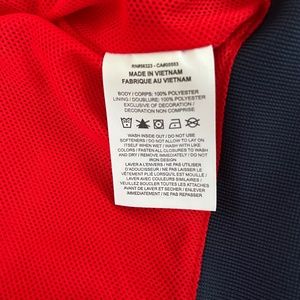 RN#56323 - CA#05553
MADE IN VIETNAM
FABRIQUÉ AU VIETNAM
BODY / CORPS: 100% POLYESTER
LINING / DOUBLURE: 100% POLYESTER
EXCLUSIVE OF DECORATION /
DECORATION NON COMPRISE
WASH INSIDE OUT / DO NOT USE
SOFTENERS / DO NOT ALLOW TO LAY ON
ITSELF WHEN WET / WASH WITH LIKE
COLORS / FASTEN ALL CLOSURES TO WASH
AND DRY / REMOVE IMMEDIATELY / DO NOT
IRON DESIGN
LAVER À L'ENVERS / NE PAS UTILISER
D'ADOUCISSEUR / NE LAISSEZ PAS LE
VÊTEMENT PLIÉ LORSQU'IL EST HUMIDE /
LAVER AVEC COULEURS SIMILAIRES /
VEUILLEZ BOUCLER TOUTES LES ATTACHES
AVANT DE LAVER ET SÉCHER / ENLEVER
IMMÉDIATEMENT / NE PAS REPASSER